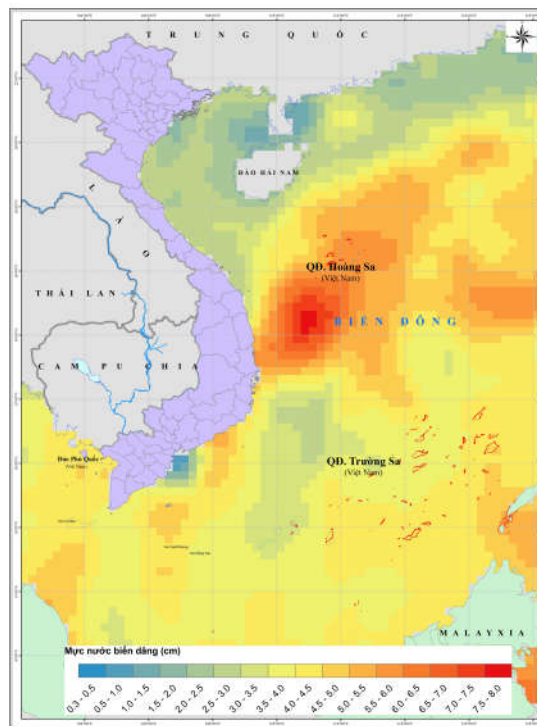 TRUNG QUỐC
ĐẢO HẢI NAM
LÀO
QĐ. Hoàng Sa
(Việt Nam)
THÁI LAN
BIỂN ĐÔNG
CAM PU CHIA
Đảo Phú Quốc
(Việt Nam)
QĐ. Trường Sa
(Việt Nam)
MALAYXIA
Mực nước biển dâng (cm)
0.3 - 0.5
0.5 - 1.0
1.0 - 1.5
1.5 - 2.0
2.0 - 2.5
2.5 - 3.0
3.0 - 3.5
3.5 - 4.0
4.0 - 4.5
4.5 - 5.0
5.0 - 5.5
5.5 - 6.0
6.0 - 6.5
6.5 - 7.0
7.0 - 7.5
7.5 - 8.0